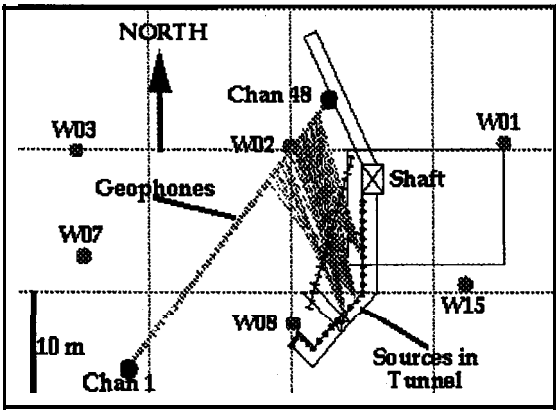 NORTH
Chan 48
W03
W02
W01
Shaft
Geophones
W07
W15
W08
10 m
Sources in
Tunnel
Chan 1